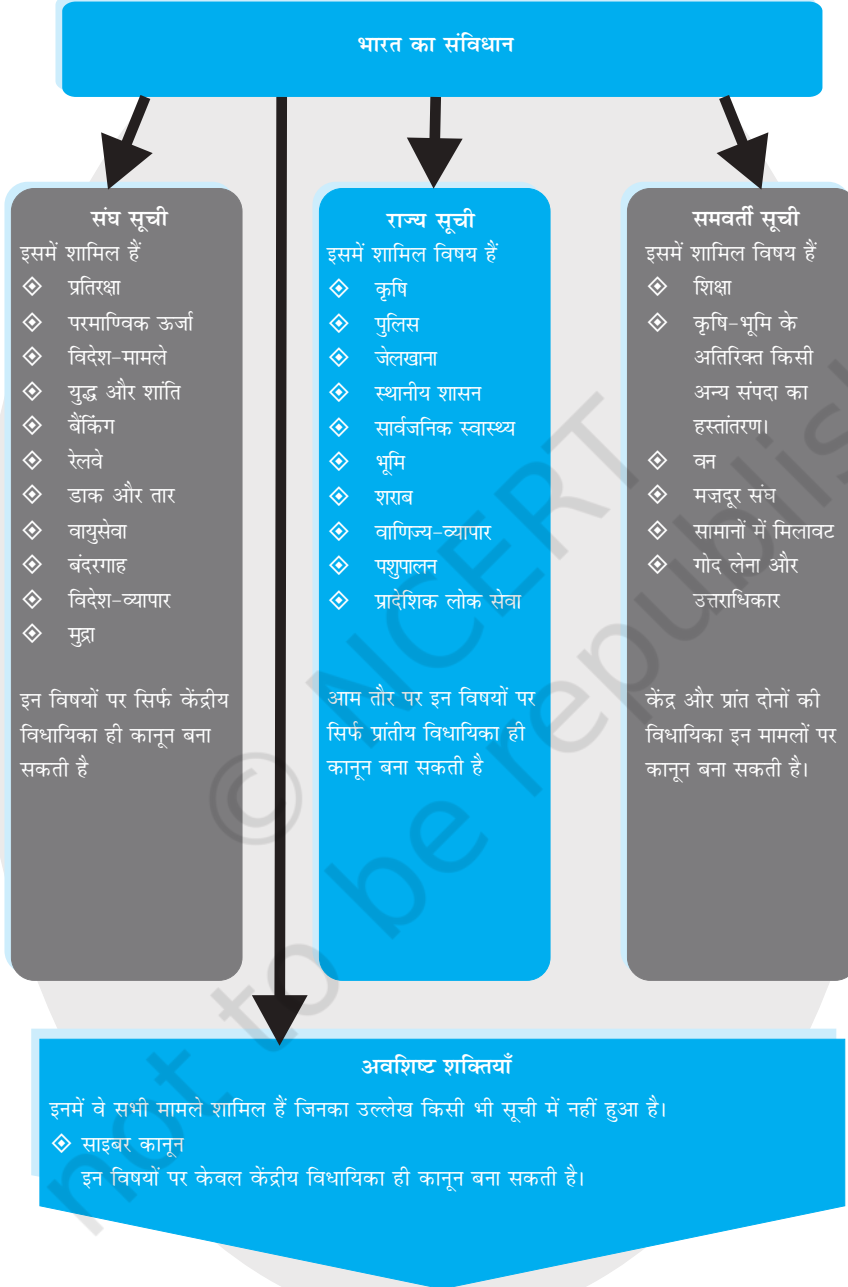 भारत का संविधान
संघ सूची
इसमें शामिल हैं
प्रतिरक्षा
परमाण्विक ऊर्जा
विदेश-मामले
युद्ध और शांति
बैंकिंग
रेलवे
डाक और तार
वायुसेवा
बंदरगाह
विदेश-व्यापार
मुद्रा
इन विषयों पर सिर्फ केंद्रीय
विधायिका ही कानून बना
सकती है
राज्य सूची
इसमें शामिल विषय हैं
कृषि
पुलिस
जेलखाना
स्थानीय शासन
सार्वजनिक स्वास्थ्य
भूमि
शराब
वाणिज्य-व्यापार
पशुपालन
प्रादेशिक लोक सेवा
आम तौर पर इन विषयों पर
सिर्फ प्रांतीय विधायिका ही
कानून बना सकती है
समवर्ती सूची
इसमें शामिल विषय हैं
शिक्षा
कृषि-भूमि के
अतिरिक्त किसी
अन्य संपदा का
हस्तांतरण।
वन
मज़दूर संघ
सामानों में मिलावट
गोद लेना और
उत्तराधिकार
केंद्र और प्रांत दोनों की
विधायिका इन मामलों पर
कानून बना सकती है।
अवशिष्ट शक्तियाँ
इनमें वे सभी मामले शामिल हैं जिनका उल्लेख किसी भी सूची में नहीं हुआ है।
साइबर कानून
इन विषयों पर केवल केंद्रीय विधायिका ही कानून बना सकती है।
© NCERT
not to be republish